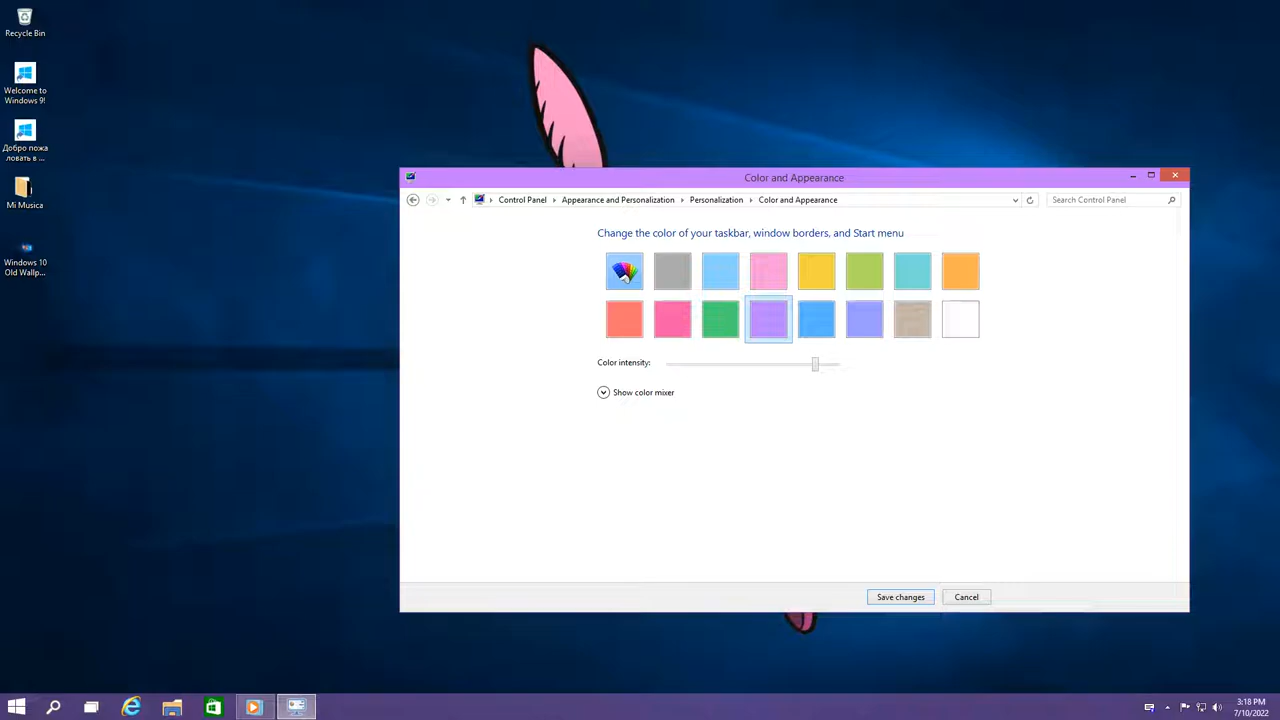 Recycle Bin
Welcome to
Windows 9!
Добро пожа
ловать в ...
Mi Musica
Windows 10
Old Wallp...
Color and Appearance
Control Panel
Appearance and Personalization
Personalization
Color and Appearance
Search Control Panel
Change the color of your taskbar, window borders, and Start menu
Color intensity:
Show color mixer
Save changes
Cancel
3:18 PM
7/10/2022